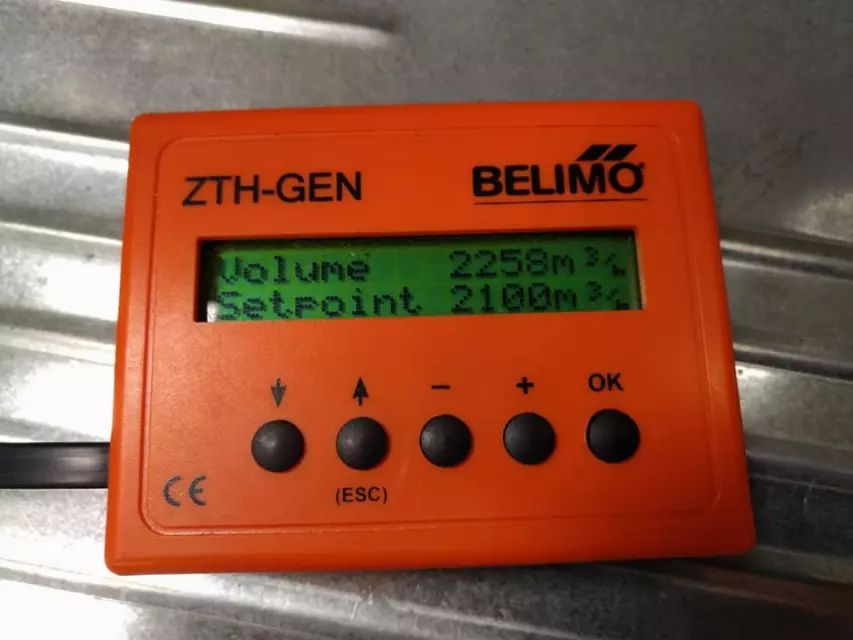 ZTH-GEN
BELIMO®
Volume 2258m³/h
Setpoint 2100m³/h
- + OK
(ESC)
CE